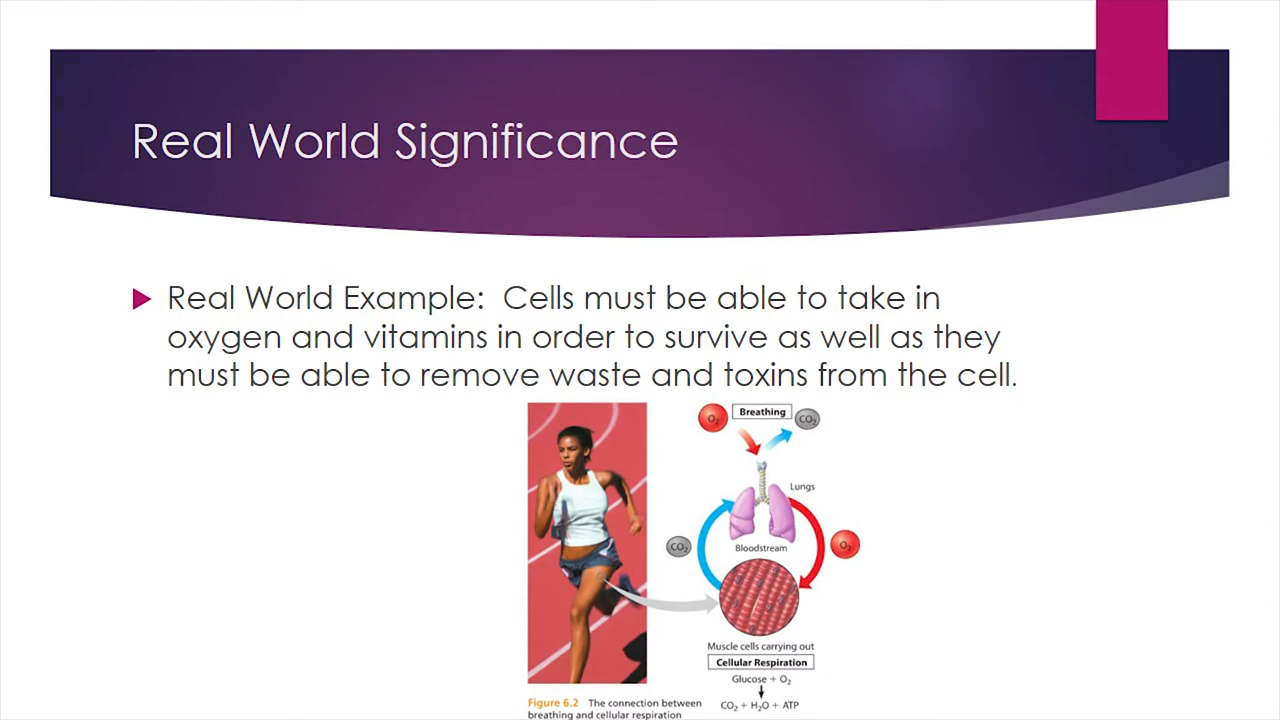 Real World Significance
Real World Example:  Cells must be able to take in
oxygen and vitamins in order to survive as well as they
must be able to remove waste and toxins from the cell.
O₂
Breathing
CO₂
Lungs
CO₂
Bloodstream
O₂
Muscle cells carrying out
Cellular Respiration
Glucose + O₂
CO₂ + H₂O + ATP
Figure 6.2 The connection between
breathing and cellular respiration